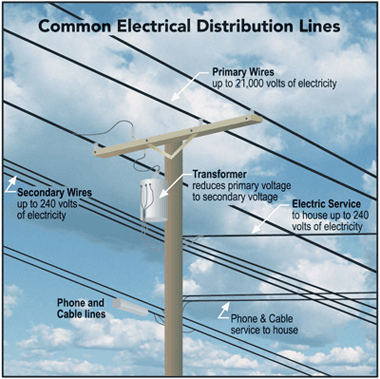 Common Electrical Distribution Lines
Primary Wires
up to 21,000 volts of electricity
Transformer
reduces primary voltage
to secondary voltage
Secondary Wires
up to 240 volts
of electricity
Electric Service
to house up to 240
volts of electricity
Phone and
Cable lines
Phone & Cable
service to house